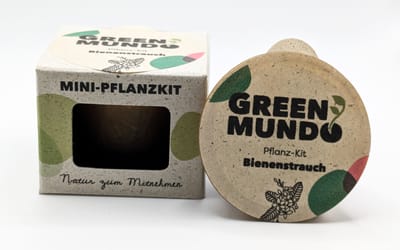 GREEN
MUNDO
Bienenstrauch
MINI-PFLANZKIT
Natur zum Mitnehmen
GREEN
MUNDO
Pflanz-Kit
Bienenstrauch